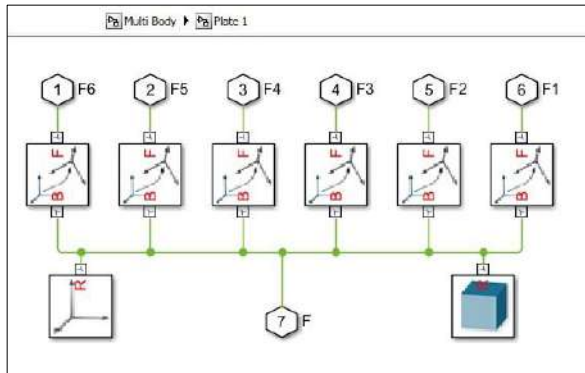 Multi Body Plate 1
1 F6 2 F5 3 F4 4 F3 5 F2 6 F1
F F F F F F
B B B B B B
R R
7 F